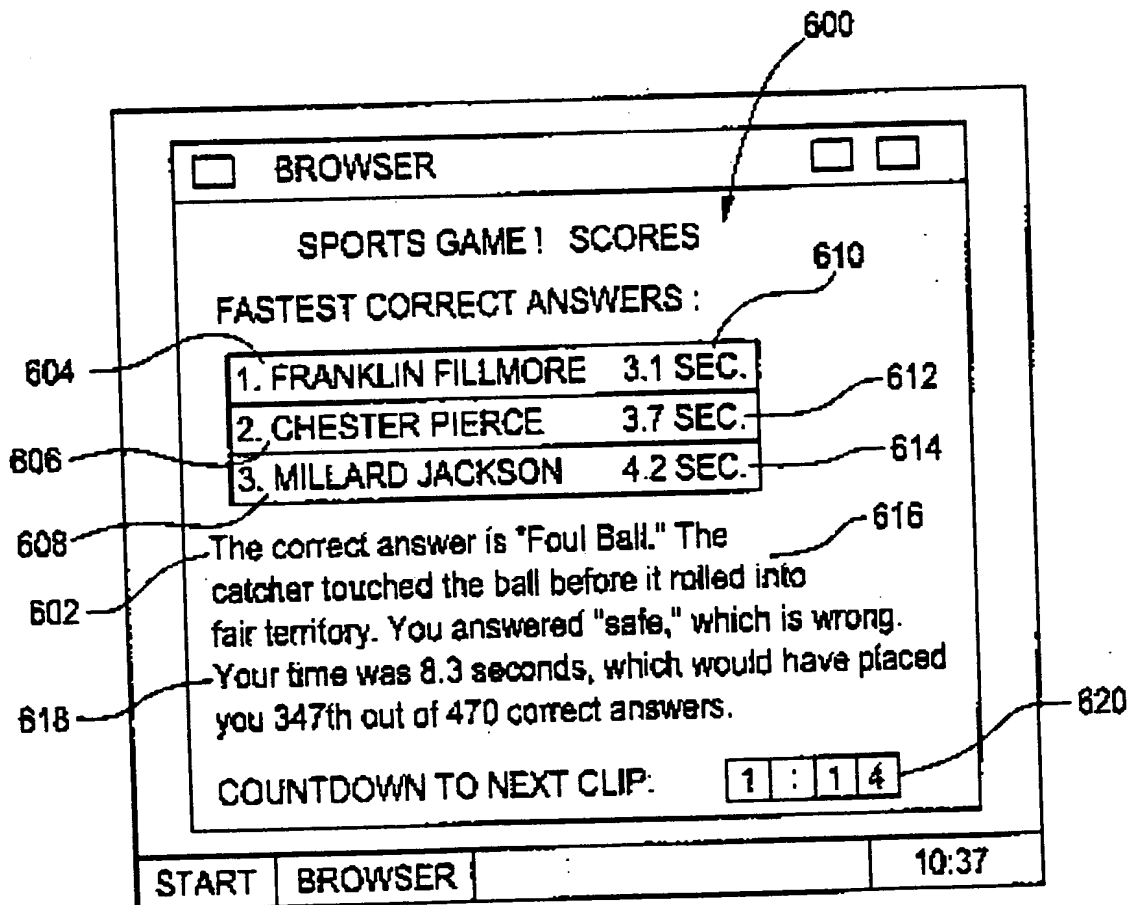 600
BROWSER
SPORTS GAME! SCORES
610
FASTEST CORRECT ANSWERS :
604
1. FRANKLIN FILLMORE 3.1 SEC.
612
2. CHESTER PIERCE 3.7 SEC.
606
3. MILLARD JACKSON 4.2 SEC.
614
608
616
The correct answer is "Foul Ball." The
catcher touched the ball before it rolled into
602
fair territory. You answered "safe," which is wrong.
Your time was 8.3 seconds, which would have placed
618
you 347th out of 470 correct answers.
620
COUNTDOWN TO NEXT CLIP: 1 : 1 4
START BROWSER 10:37